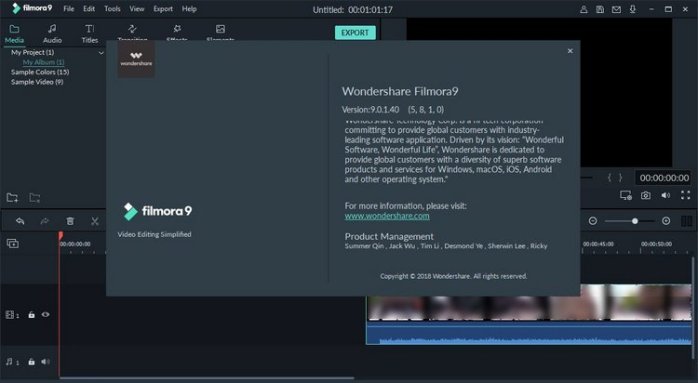 filmora9 File Edit Tools View Export Help Untitled: 00:01:01:17
Media Audio Titles Transition Effects Elements EXPORT
My Project (1)
My Album (1)
Sample Colors (15)
Sample Video (9)
wondershare
Wondershare Filmora9
Version:9.0.1.40 (5, 8, 1, 0)
Wondershare Technology Corp. is a hi-tech corporation
committing to provide global customers with industry-
leading software application. Driven by its vision: "Wonderful
Software, Wonderful Life", Wondershare is dedicated to
provide global customers with a diversity of superb software
products and services for Windows, macOS, iOS, Android
and other operating system."
For more information, please visit:
www.wondershare.com
filmora9
Video Editing Simplified
Product Management
Summer Qin , Jack Wu , Tim Li , Desmond Ye , Sherwin Lee , Ricky
Copyright © 2018 Wondershare. All rights reserved.
{ } 00:00:00:00
00:00:00:00 00:00:45:00 00:00:50:00
1
1